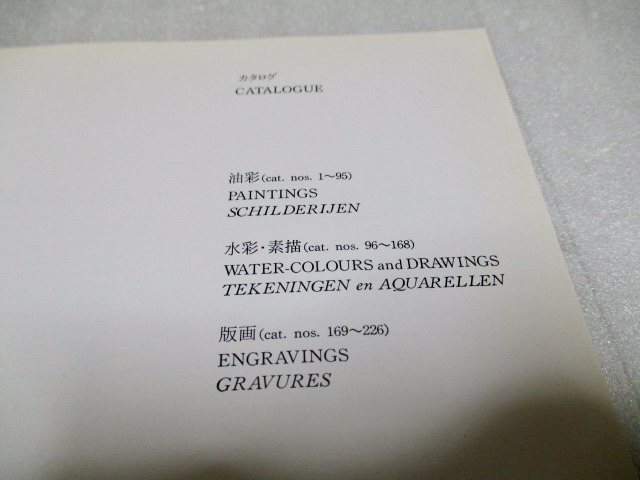 カタログ
CATALOGUE
油彩(cat. nos. 1〜95)
PAINTINGS
SCHILDERIJEN
水彩・素描(cat. nos. 96〜168)
WATER-COLOURS and DRAWINGS
TEKENINGEN en AQUARELLEN
版画(cat. nos. 169〜226)
ENGRAVINGS
GRAVURES